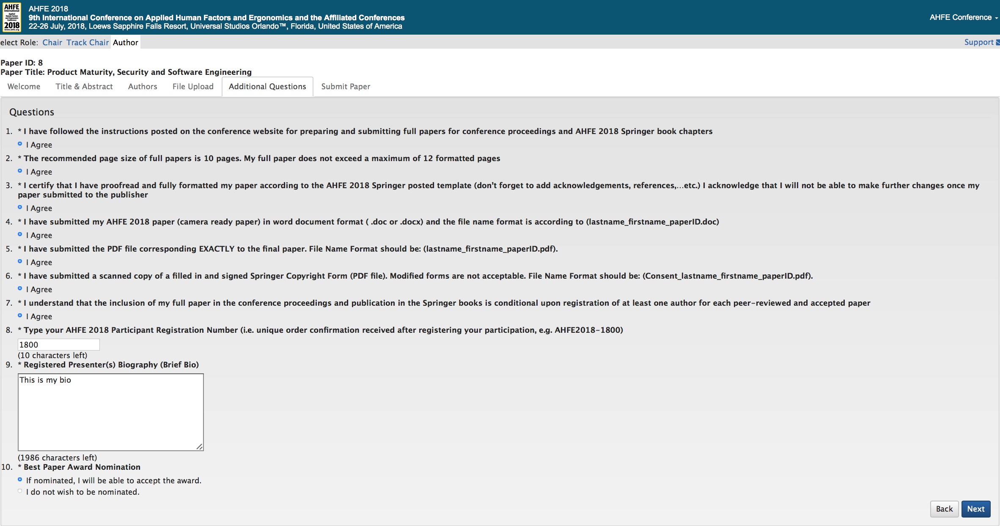 AHFE
International
Applied
Human Factors
and Ergonomics
Conference
2018
www.ahfe.org
AHFE 2018
9th International Conference on Applied Human Factors and Ergonomics and the Affiliated Conferences
22-26 July, 2018, Loews Sapphire Falls Resort, Universal Studios Orlando™, Florida, United States of America
AHFE Conference
elect Role: Chair Track Chair Author
Support
Paper ID: 8
Paper Title: Product Maturity, Security and Software Engineering
Welcome Title & Abstract Authors File Upload Additional Questions Submit Paper
Questions
1. * I have followed the instructions posted on the conference website for preparing and submitting full papers for conference proceedings and AHFE 2018 Springer book chapters
I Agree
2. * The recommended page size of full papers is 10 pages. My full paper does not exceed a maximum of 12 formatted pages
I Agree
3. * I certify that I have proofread and fully formatted my paper according to the AHFE 2018 Springer posted template (don’t forget to add acknowledgements, references,...etc.) I acknowledge that I will not be able to make further changes once my
paper submitted to the publisher
I Agree
4. * I have submitted my AHFE 2018 paper (camera ready paper) in word document format ( .doc or .docx) and the file name format is according to (lastname_firstname_paperID.doc)
I Agree
5. * I have submitted the PDF file corresponding EXACTLY to the final paper. File Name Format should be: (lastname_firstname_paperID.pdf).
I Agree
6. * I have submitted a scanned copy of a filled in and signed Springer Copyright Form (PDF file). Modified forms are not acceptable. File Name Format should be: (Consent_lastname_firstname_paperID.pdf).
I Agree
7. * I understand that the inclusion of my full paper in the conference proceedings and publication in the Springer books is conditional upon registration of at least one author for each peer-reviewed and accepted paper
I Agree
8. * Type your AHFE 2018 Participant Registration Number (i.e. unique order confirmation received after registering your participation, e.g. AHFE2018-1800)
1800
(10 characters left)
9. * Registered Presenter(s) Biography (Brief Bio)
This is my bio
(1986 characters left)
10. * Best Paper Award Nomination
If nominated, I will be able to accept the award.
I do not wish to be nominated.
Back Next